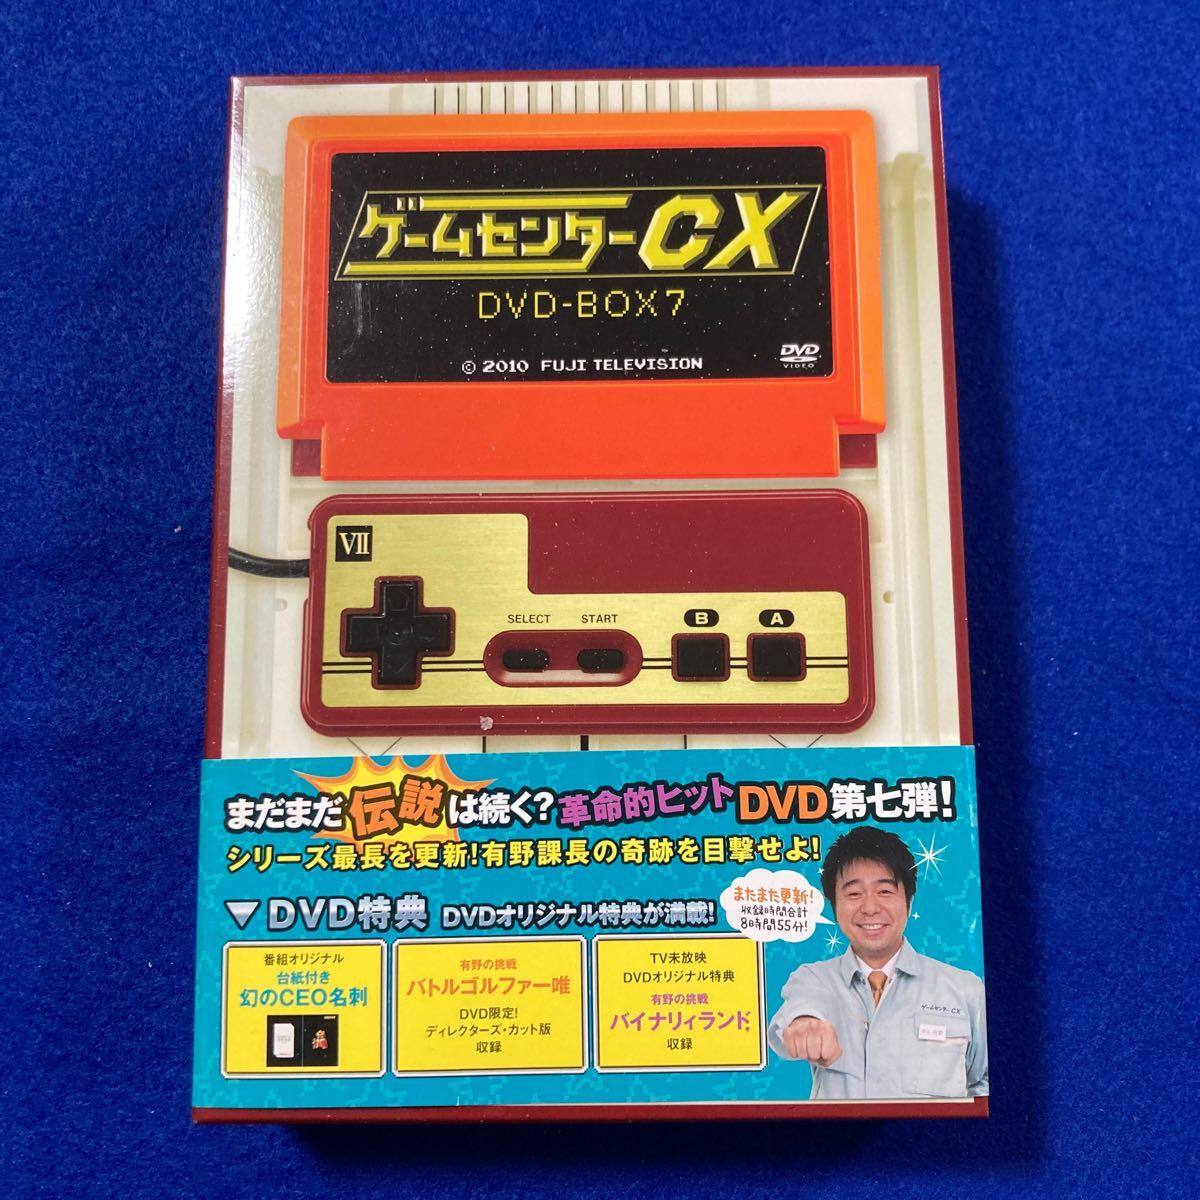 ゲームセンターCX
DVD-BOX7
© 2010 FUJI TELEVISION
DVD
VIDEO
VII
SELECT START B A
まだまだ伝説は続く?革命的ヒットDVD第七弾!
シリーズ最長を更新!有野課長の奇跡を目撃せよ!
▼DVD特典 DVDオリジナル特典が満載!
またまた更新!
収録時間合計
8時間55分!
番組オリジナル
台紙付き
幻のCEO名刺
有野の挑戦
バトルゴルファー唯
DVD限定!
ディレクターズ・カット版
収録
TV未放映
DVDオリジナル特典
有野の挑戦
バイナリィランド
収録
ゲームセンターCX